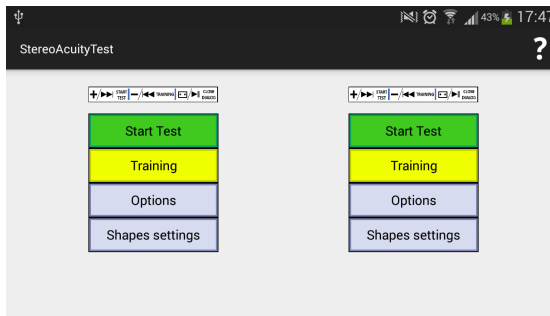 43% 17:47
StereoAcuityTest ?
+/▶▶ START TEST −/◀◀ TRAINING /▶|| CLOSE DIALOG +/▶▶ START TEST −/◀◀ TRAINING /▶|| CLOSE DIALOG
Start Test Start Test
Training Training
Options Options
Shapes settings Shapes settings